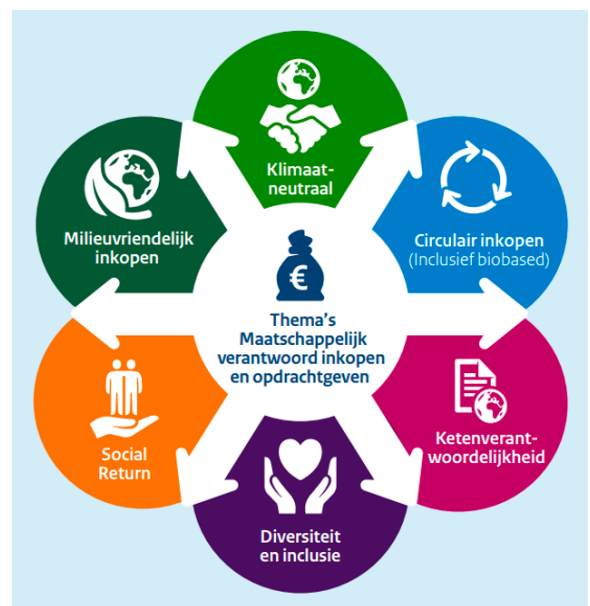 Klimaat-
neutraal
Milieuvriendelijk
inkopen
Circulair inkopen
(Inclusief biobased)
€
Thema's
Maatschappelijk
verantwoord inkopen
en opdrachtgeven
Social
Return
Ketenverant-
woordelijkheid
Diversiteit
en inclusie